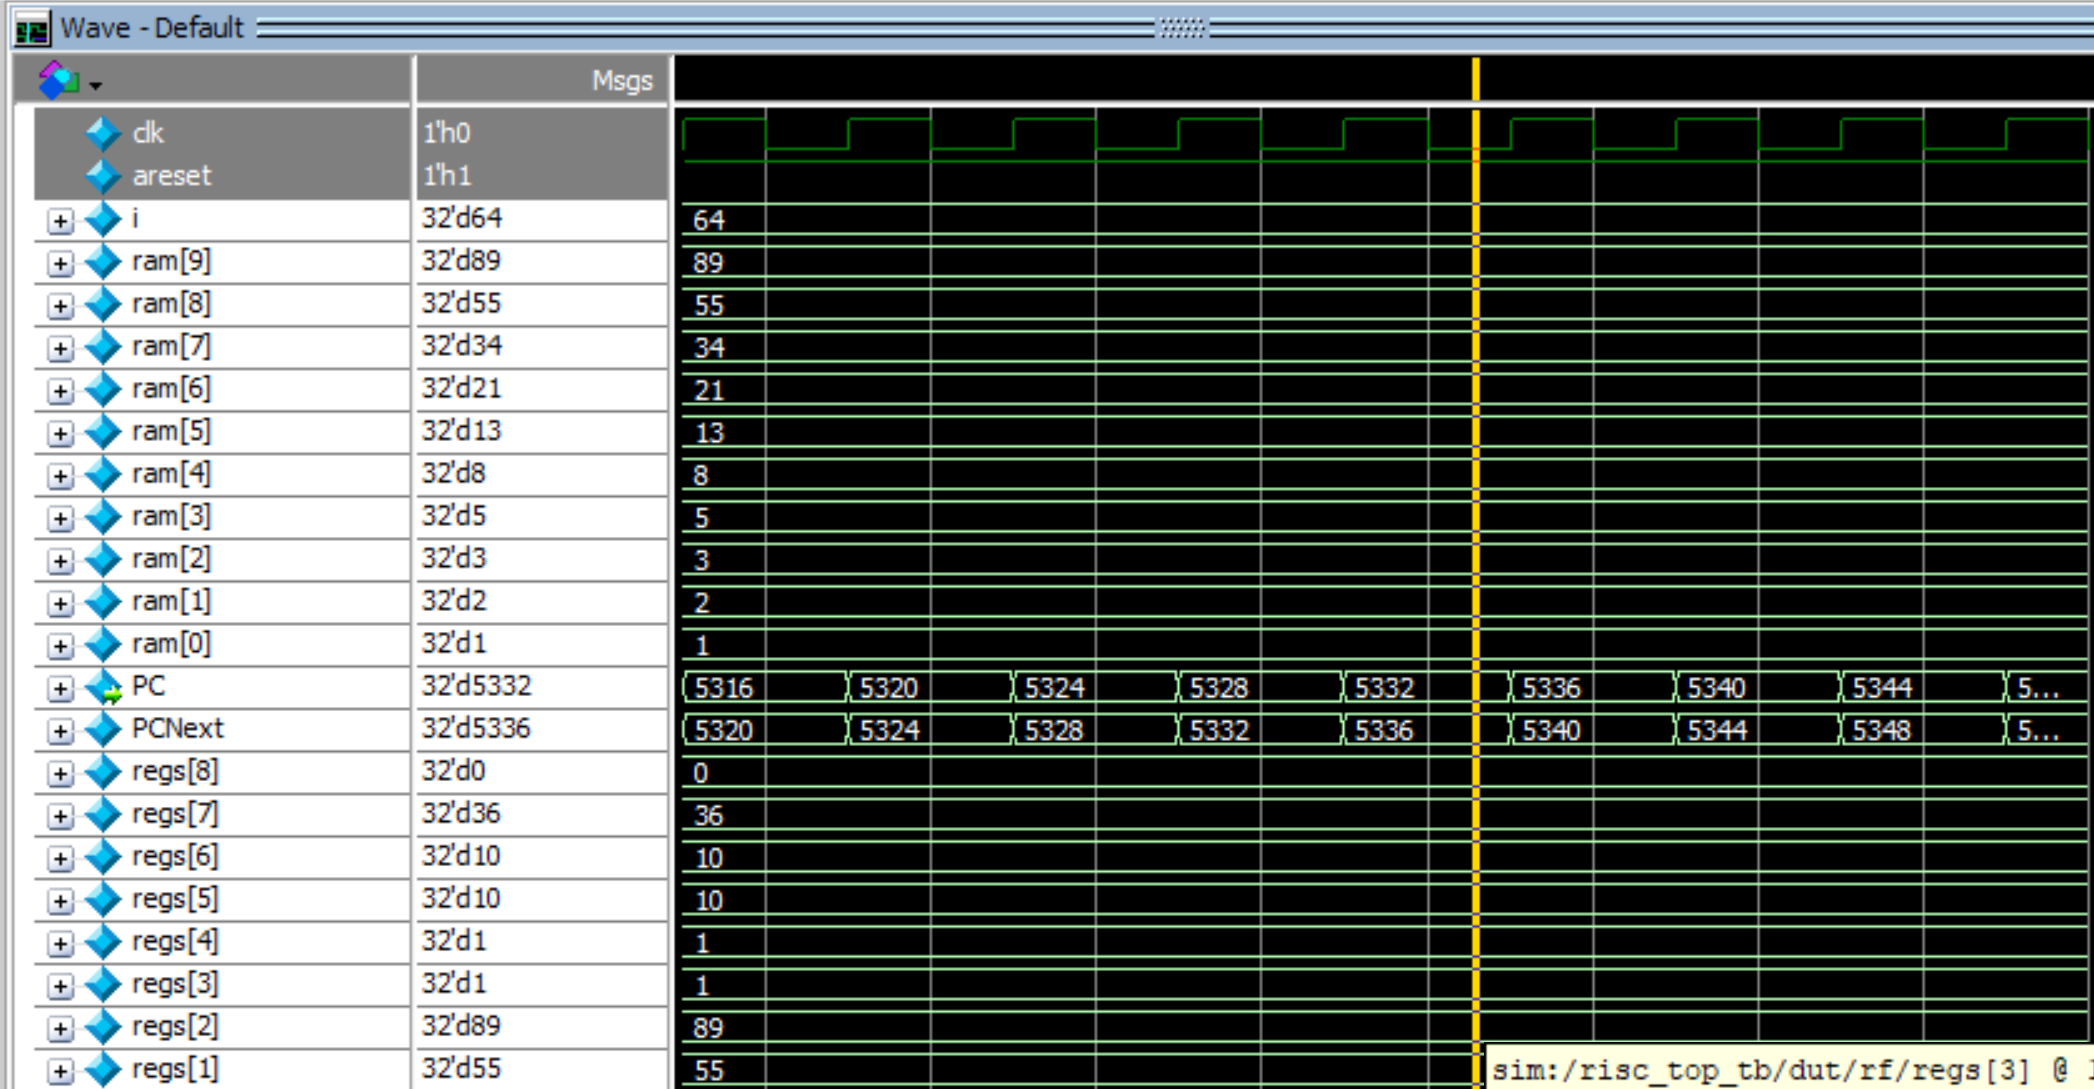 Wave - Default
Msgs
clk 1'h0
areset 1'h1
i 32'd64 64
ram[9] 32'd89 89
ram[8] 32'd55 55
ram[7] 32'd34 34
ram[6] 32'd21 21
ram[5] 32'd13 13
ram[4] 32'd8 8
ram[3] 32'd5 5
ram[2] 32'd3 3
ram[1] 32'd2 2
ram[0] 32'd1 1
PC 32'd5332 5316 5320 5324 5328 5332 5336 5340 5344 5...
PCNext 32'd5336 5320 5324 5328 5332 5336 5340 5344 5348 5...
regs[8] 32'd0 0
regs[7] 32'd36 36
regs[6] 32'd10 10
regs[5] 32'd10 10
regs[4] 32'd1 1
regs[3] 32'd1 1
regs[2] 32'd89 89
regs[1] 32'd55 55 sim:/risc_top_tb/dut/rf/regs[3] @